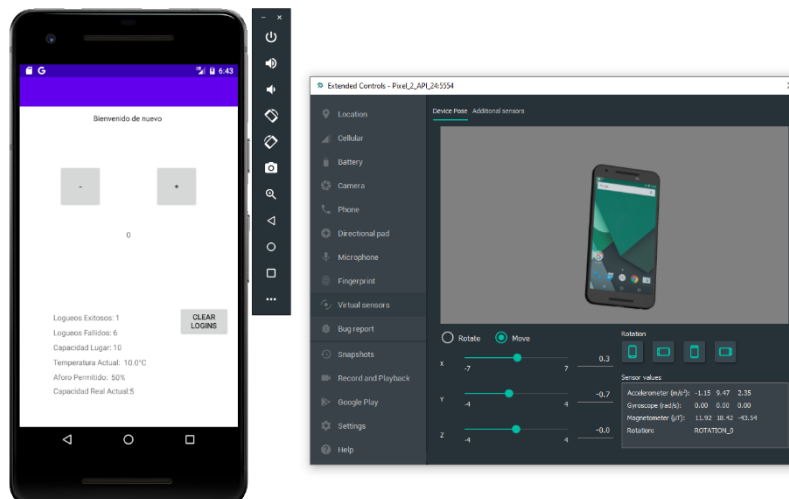 6:43
Bienvenido de nuevo
-
+
0
Logueos Exitosos: 1
CLEAR
LOGINS
Logueos Fallidos: 6
Capacidad Lugar: 10
Temperatura Actual: 10.0°C
Aforo Permitido: 50%
Capacidad Real Actual:5
Extended Controls - Pixel_2_API_24:5554
Location
Cellular
Battery
Camera
Phone
Directional pad
Microphone
Fingerprint
Virtual sensors
Bug report
Snapshots
Record and Playback
Google Play
Settings
Help
Device Pose Additional sensors
Rotate Move
X -7 7 0.3
Y -4 4 -0.7
Z -4 4 -0.0
Rotation
Sensor values
Accelerometer (m/s²): -1.15 9.47 2.35
Gyroscope (rad/s): 0.00 0.00 0.00
Magnetometer (μT): 11.92 18.42 -43.54
Rotation: ROTATION_0